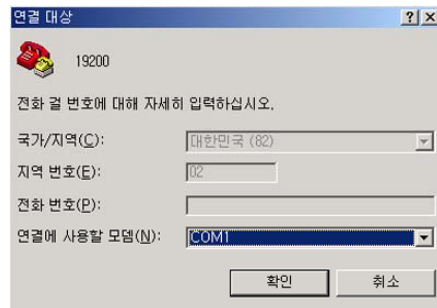 연결 대상
19200
전화 걸 번호에 대해 자세히 입력하십시오.
국가/지역(C): 대한민국 (82)
지역 번호(E): 02
전화 번호(P):
연결에 사용할 모뎀(N): COM1
확인 취소